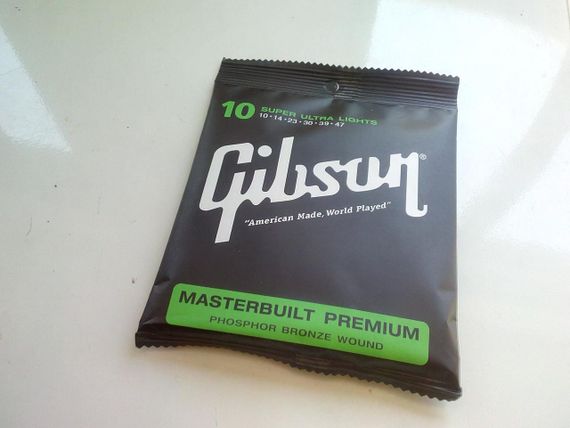 10 SUPER ULTRA LIGHTS
10·14·23·30·39·47
Gibson®
"American Made, World Played"
MASTERBUILT PREMIUM
PHOSPHOR BRONZE WOUND